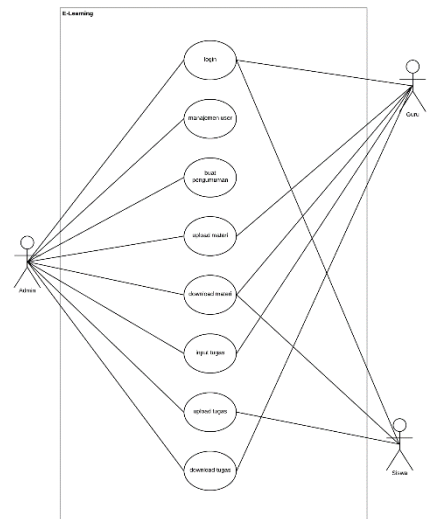 E-Learning
login
Guru
manajemen user
buat
pengumuman
upload materi
Admin
download materi
input tugas
upload tugas
Siswa
download tugas